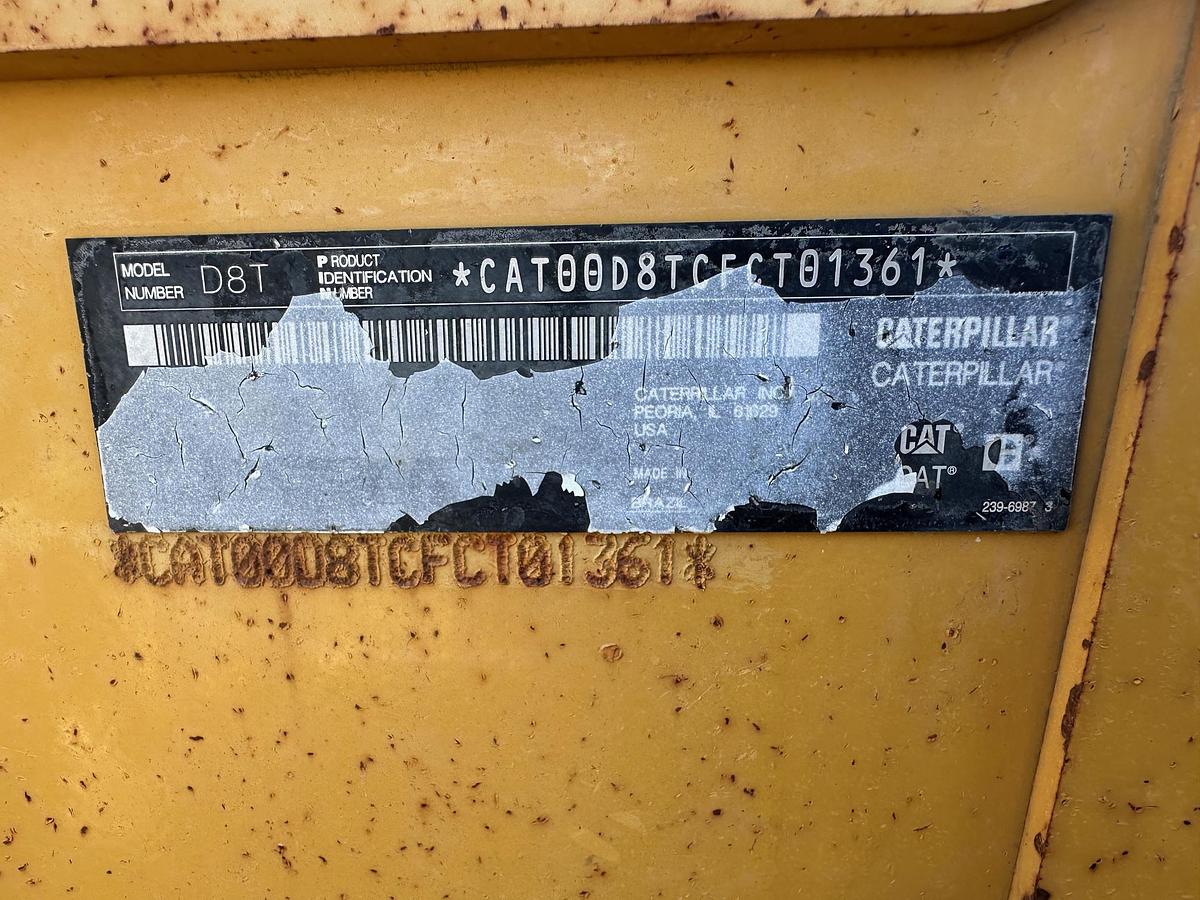 MODEL NUMBER D8T
PRODUCT IDENTIFICATION NUMBER *CAT00D8TCFCT01361*
CATERPILLAR
CATERPILLAR
CATERPILLAR INC.
PEORIA, IL 61629
USA
MADE IN
BRAZIL
CAT
CAT®
239-6987 3
*CAT00D8TCFCT01361*